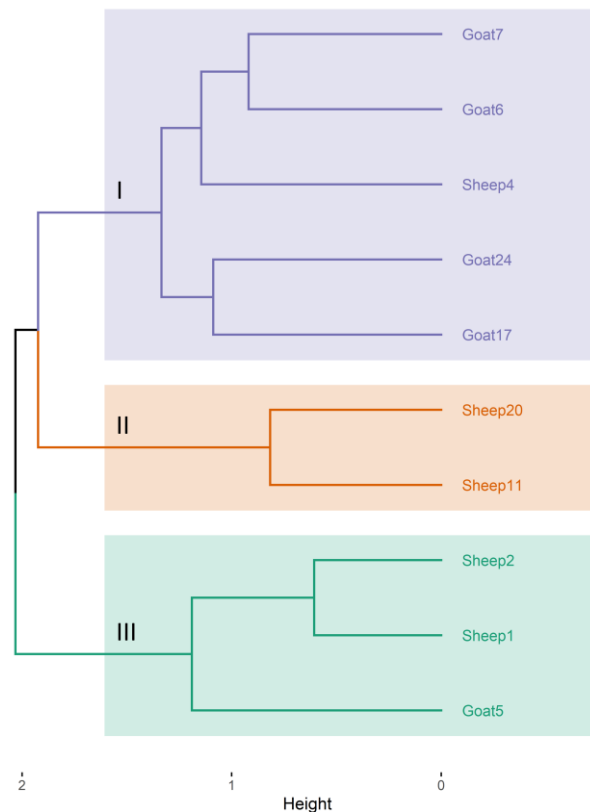 Goat7
Goat6
I
Sheep4
Goat24
Goat17
Sheep20
II
Sheep11
Sheep2
III
Sheep1
Goat5
2 1 0
Height